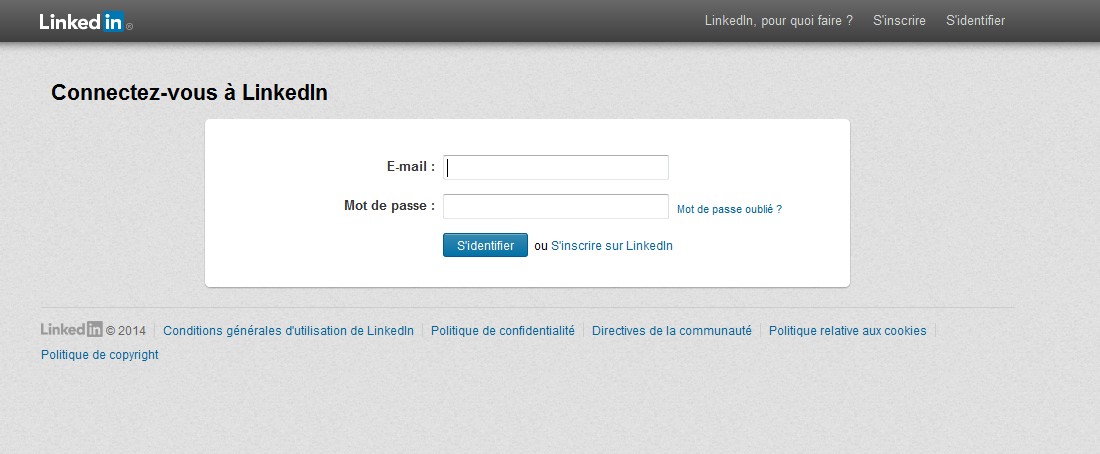 Linked in ® LinkedIn, pour quoi faire ? S'inscrire S'identifier
Connectez-vous à LinkedIn
E-mail :
Mot de passe : Mot de passe oublié ?
S'identifier ou S'inscrire sur LinkedIn
Linked in © 2014 Conditions générales d'utilisation de LinkedIn Politique de confidentialité Directives de la communauté Politique relative aux cookies
Politique de copyright